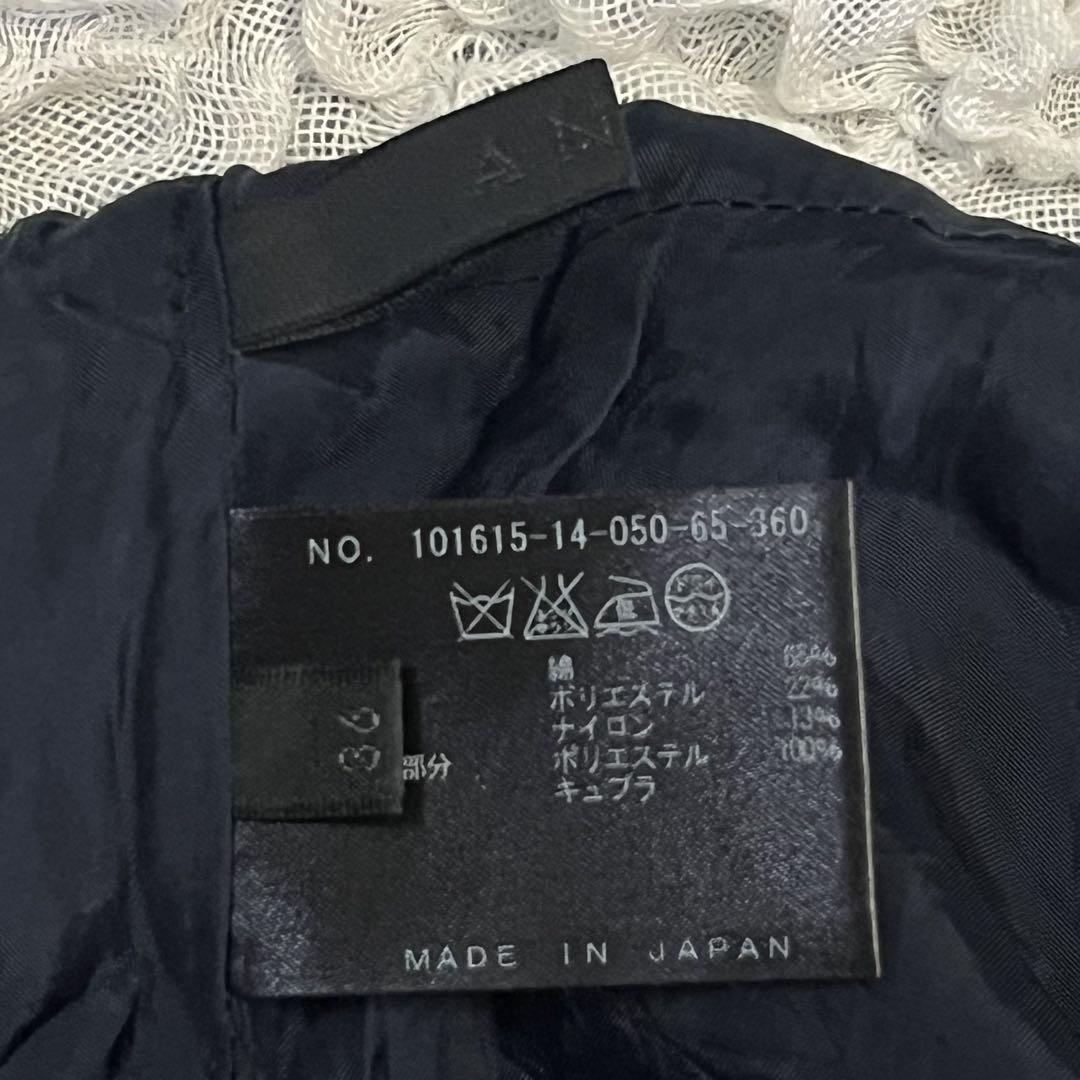 NO. 101615-14-050-65-360
綿 65%
ポリエステル 22%
ナイロン 13%
ポリエステル 100%
部分
キュプラ
36
MADE IN JAPAN